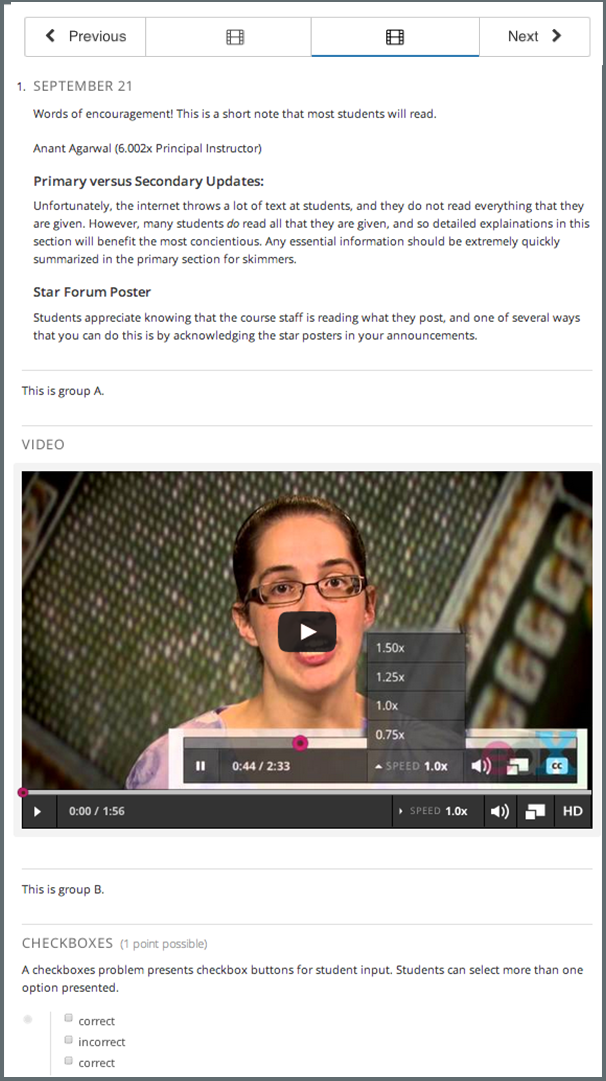 Previous
Next
1. SEPTEMBER 21
Words of encouragement! This is a short note that most students will read.
Anant Agarwal (6.002x Principal Instructor)
Primary versus Secondary Updates:
Unfortunately, the internet throws a lot of text at students, and they do not read everything that they
are given. However, many students do read all that they are given, and so detailed explainations in this
section will benefit the most concientious. Any essential information should be extremely quickly
summarized in the primary section for skimmers.
Star Forum Poster
Students appreciate knowing that the course staff is reading what they post, and one of several ways
that you can do this is by acknowledging the star posters in your announcements.
This is group A.
VIDEO
1.50x
1.25x
1.0x
0.75x
0:44 / 2:33 SPEED 1.0x CC
0:00 / 1:56 SPEED 1.0x HD
This is group B.
CHECKBOXES (1 point possible)
A checkboxes problem presents checkbox buttons for student input. Students can select more than one
option presented.
correct
incorrect
correct